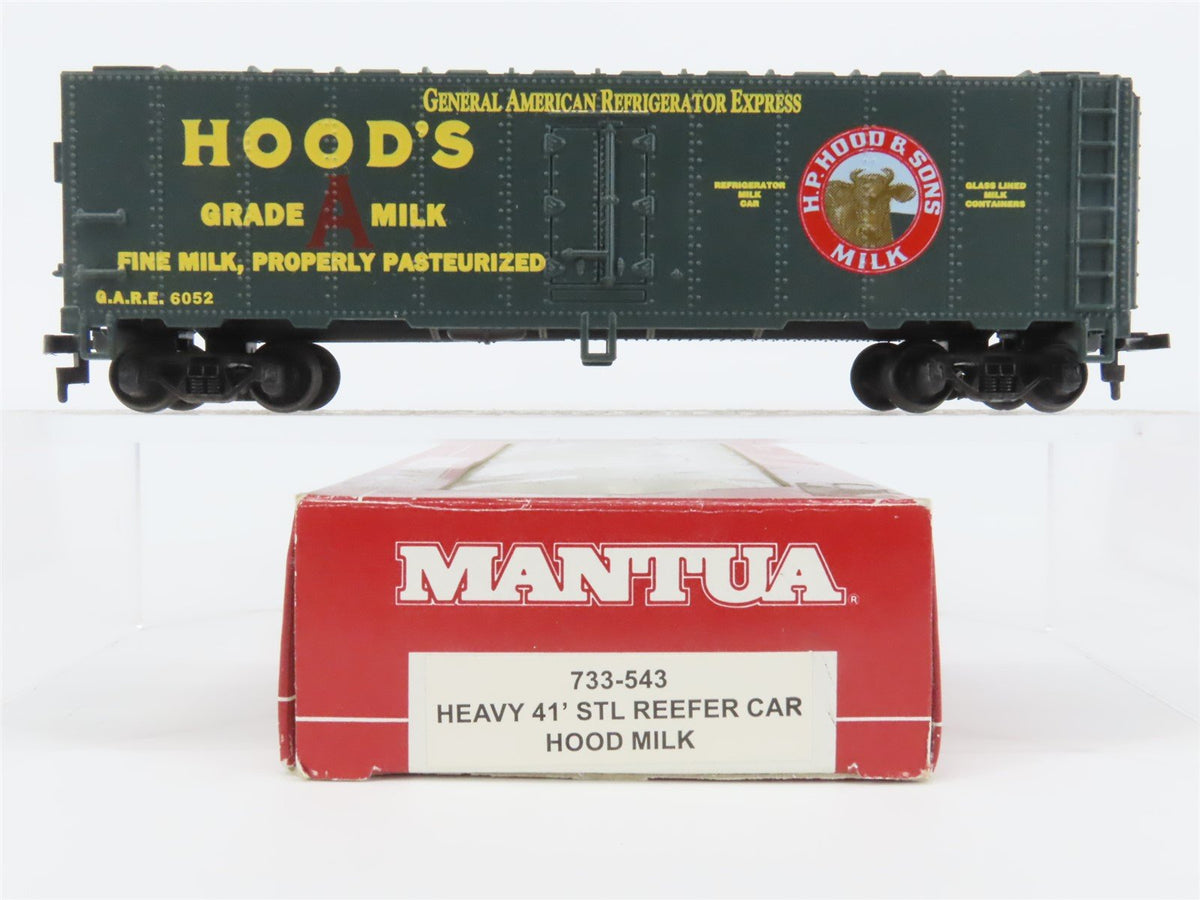 GENERAL AMERICAN REFRIGERATOR EXPRESS
HOOD'S
GRADE A MILK
FINE MILK, PROPERLY PASTEURIZED
G.A.R.E. 6052
REFRIGERATOR
MILK
CAR
H.P. HOOD & SONS
MILK
GLASS LINED
MILK
CONTAINERS
MANTUA®
733-543
HEAVY 41' STL REEFER CAR
HOOD MILK